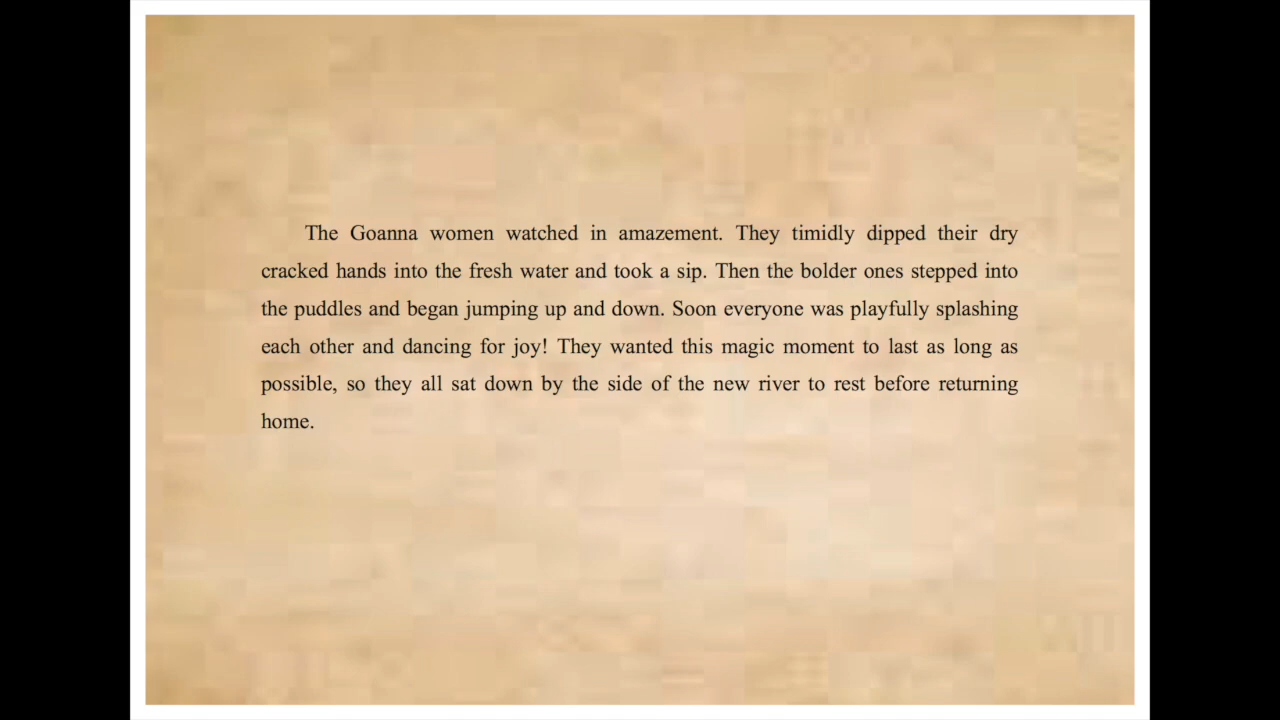 The Goanna women watched in amazement. They timidly dipped their dry
cracked hands into the fresh water and took a sip. Then the bolder ones stepped into
the puddles and began jumping up and down. Soon everyone was playfully splashing
each other and dancing for joy! They wanted this magic moment to last as long as
possible, so they all sat down by the side of the new river to rest before returning
home.